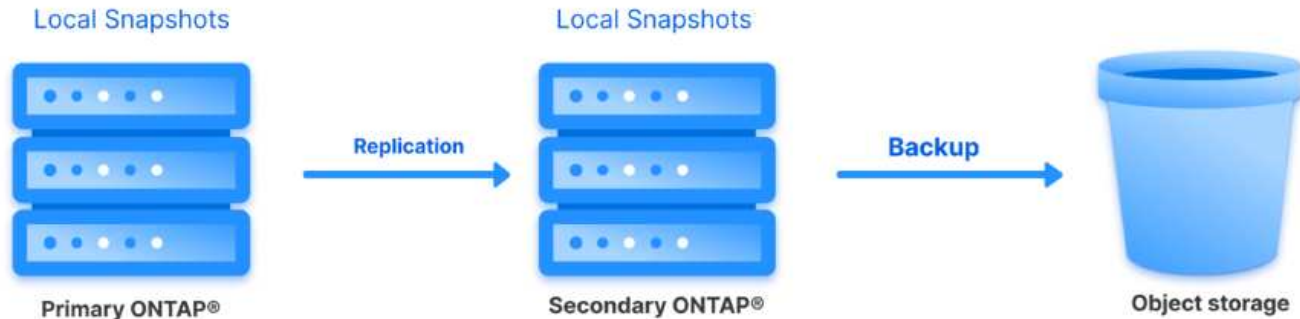 Local Snapshots
Local Snapshots
Replication
Backup
Primary ONTAP®
Secondary ONTAP®
Object storage